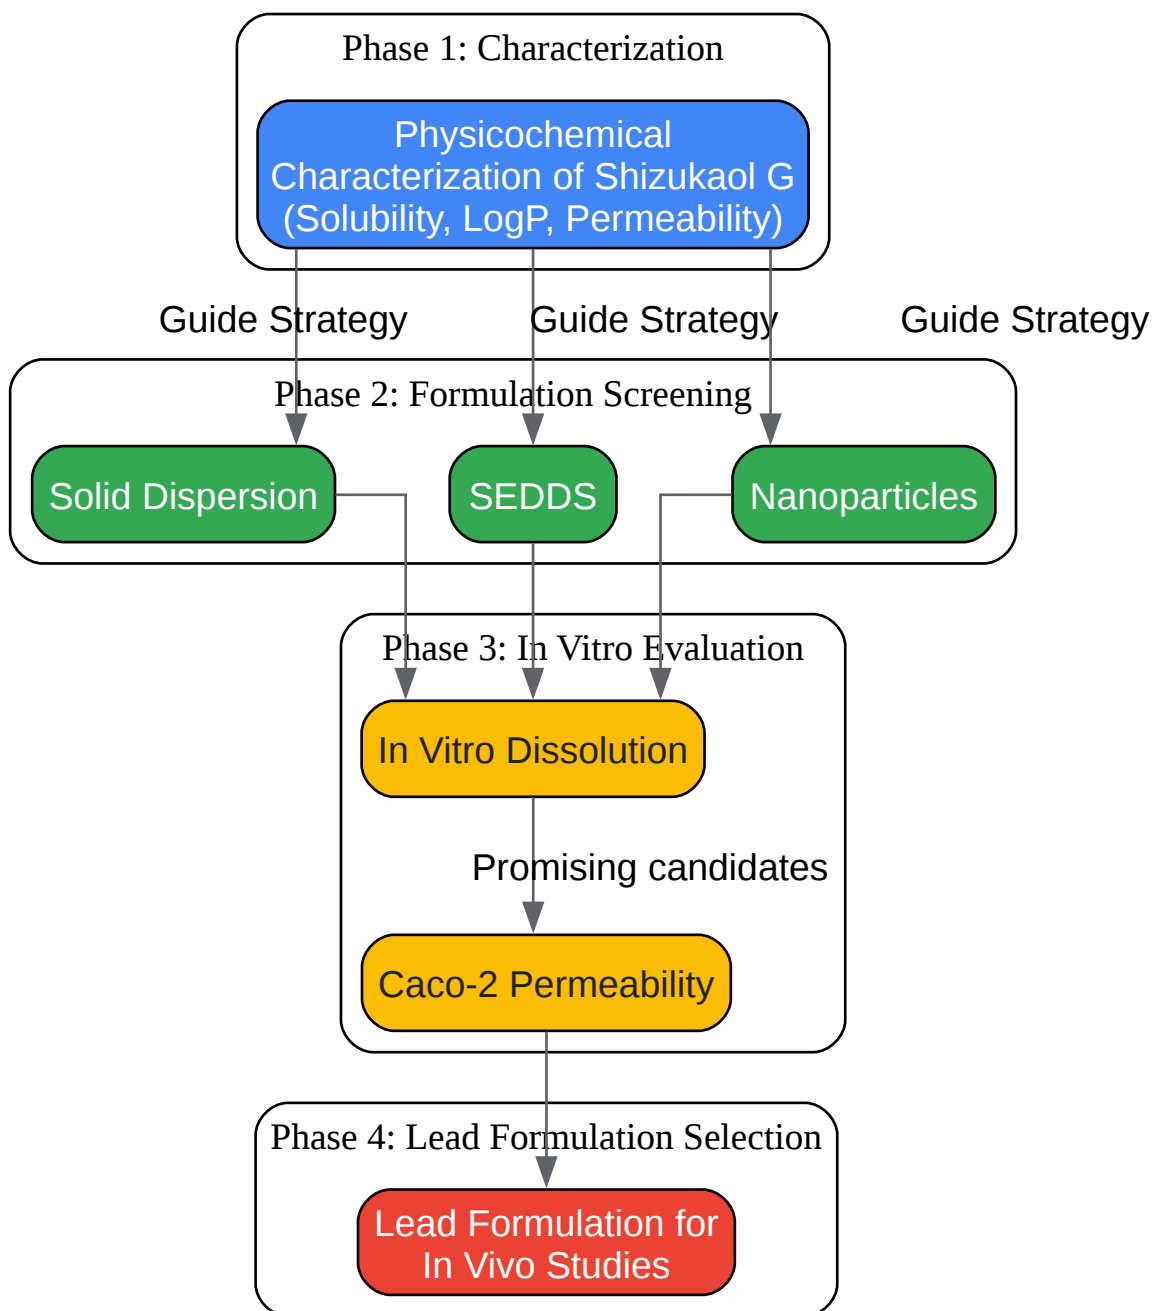 Phase 1: Characterization
Physicochemical
Characterization of Shizukaol G
(Solubility, LogP, Permeability)
Guide Strategy
Guide Strategy
Guide Strategy
Phase 2: Formulation Screening
Solid Dispersion
SEDDS
Nanoparticles
Phase 3: In Vitro Evaluation
In Vitro Dissolution
Promising candidates
Caco-2 Permeability
Phase 4: Lead Formulation Selection
Lead Formulation for
In Vivo Studies